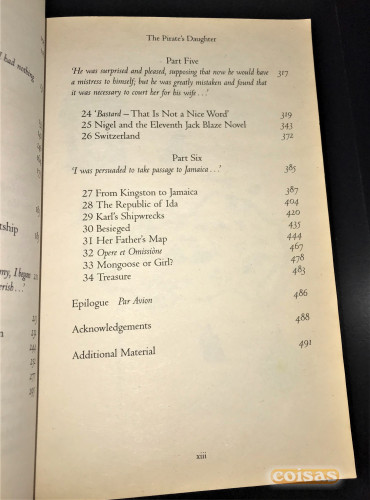 The Pirate's Daughter
Part Five
'He was surprised and pleased, supposing that now he would have
a mistress to himself; but he was greatly mistaken and found that
it was necessary to court her for his wife . . .' 317
24 'Bastard – That Is Not a Nice Word' 319
25 Nigel and the Eleventh Jack Blaze Novel 343
26 Switzerland 372
Part Six
'I was persuaded to take passage to Jamaica . . .' 385
27 From Kingston to Jamaica 387
28 The Republic of Ida 404
29 Karl's Shipwrecks 420
30 Besieged 435
31 Her Father's Map 444
32 Opere et Omissiòne 467
33 Mongoose or Girl? 478
34 Treasure 483
Epilogue Par Avion 486
Acknowledgements 488
Additional Material 491
xiii
coisas